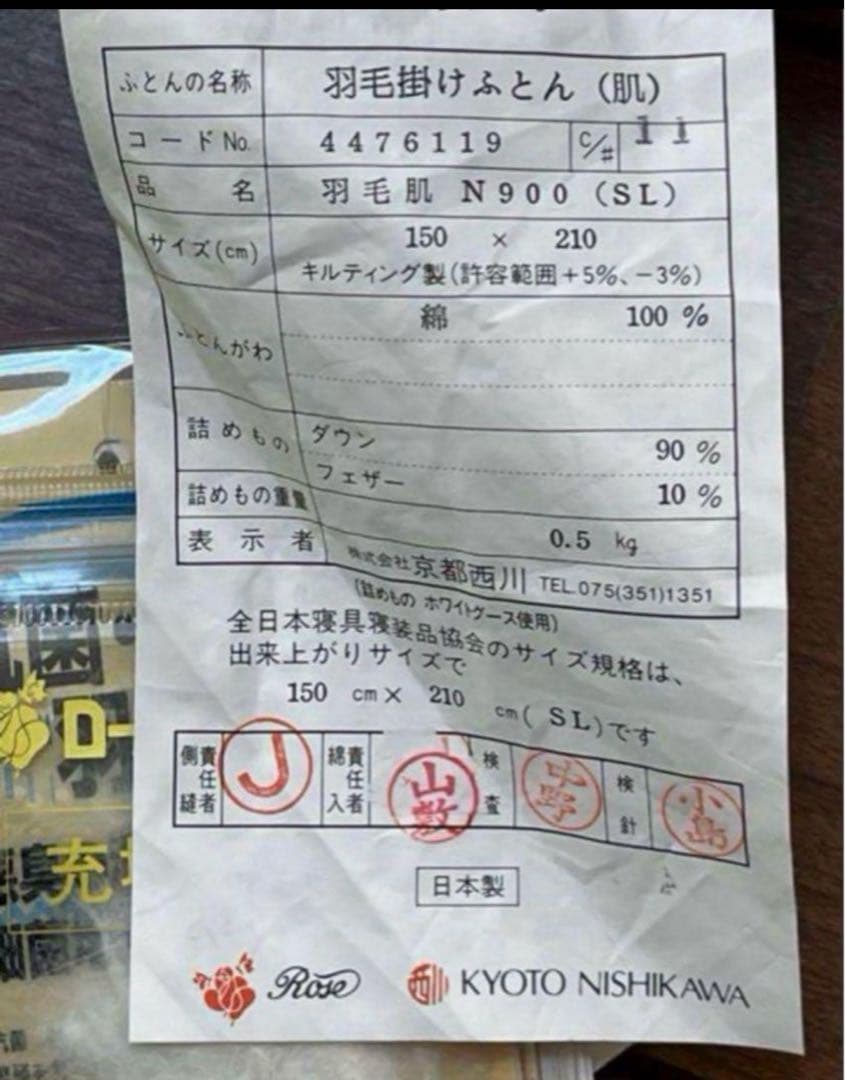 ふとんの名称 羽毛掛けふとん(肌)
コードNo. 4476119 C/# 11
品名 羽毛肌 N900(SL)
サイズ(cm) 150 × 210
キルティング製(許容範囲+5%、-3%)
ふとんがわ 綿 100 %
詰めもの ダウン 90 %
フェザー 10 %
詰めもの重量 0.5 kg
表示者 株式会社京都西川 TEL.075(351)1351
(詰めもの ホワイトグース使用)
全日本寝具寝装品協会のサイズ規格は、
出来上がりサイズで
150 cm× 210 cm(SL)です
側縫責任者 J 綿入責任者 山数 検査 中野 検針 小島
日本製
Rose 西川 KYOTO NISHIKAWA
菌
ロー
臭充